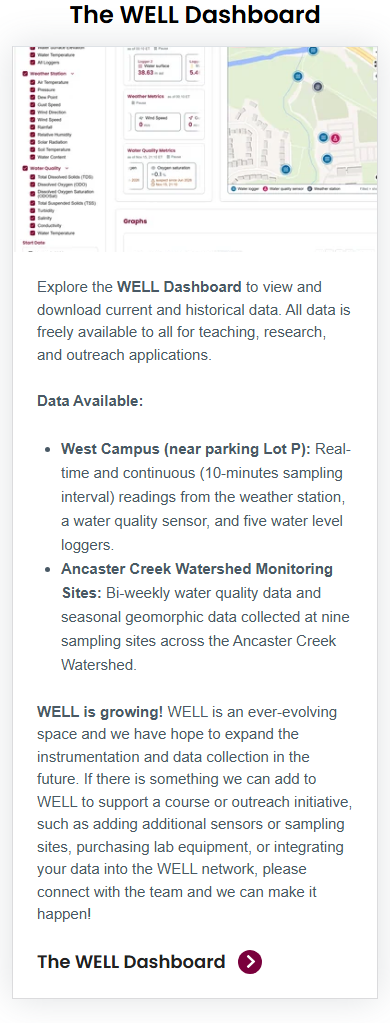 The WELL Dashboard
All Loggers
Weather Station
Air Temperature
Pressure
Dew Point
Gust Speed
Wind Direction
Wind Speed
Rainfall
Relative Humidity
Solar Radiation
Soil Temperature
Water Content
Water Quality
Total Dissolved Solids (TDS)
Dissolved Oxygen (ODO)
Dissolved Oxygen Saturation
Total Suspended Solids (TSS)
Turbidity
Salinity
Conductivity
Water Temperature
Start Date
Water surface
38.63
Weather Metrics
Wind Speed
Water Quality Metrics
Oxygen saturation
Graphs
Water logger
Water quality sensor
Weather station
Explore the WELL Dashboard to view and
download current and historical data. All data is
freely available to all for teaching, research,
and outreach applications.
Data Available:
• West Campus (near parking Lot P): Real-
time and continuous (10-minutes sampling
interval) readings from the weather station,
a water quality sensor, and five water level
loggers.
• Ancaster Creek Watershed Monitoring
Sites: Bi-weekly water quality data and
seasonal geomorphic data collected at nine
sampling sites across the Ancaster Creek
Watershed.
WELL is growing! WELL is an ever-evolving
space and we have hope to expand the
instrumentation and data collection in the
future. If there is something we can add to
WELL to support a course or outreach initiative,
such as adding additional sensors or sampling
sites, purchasing lab equipment, or integrating
your data into the WELL network, please
connect with the team and we can make it
happen!
The WELL Dashboard